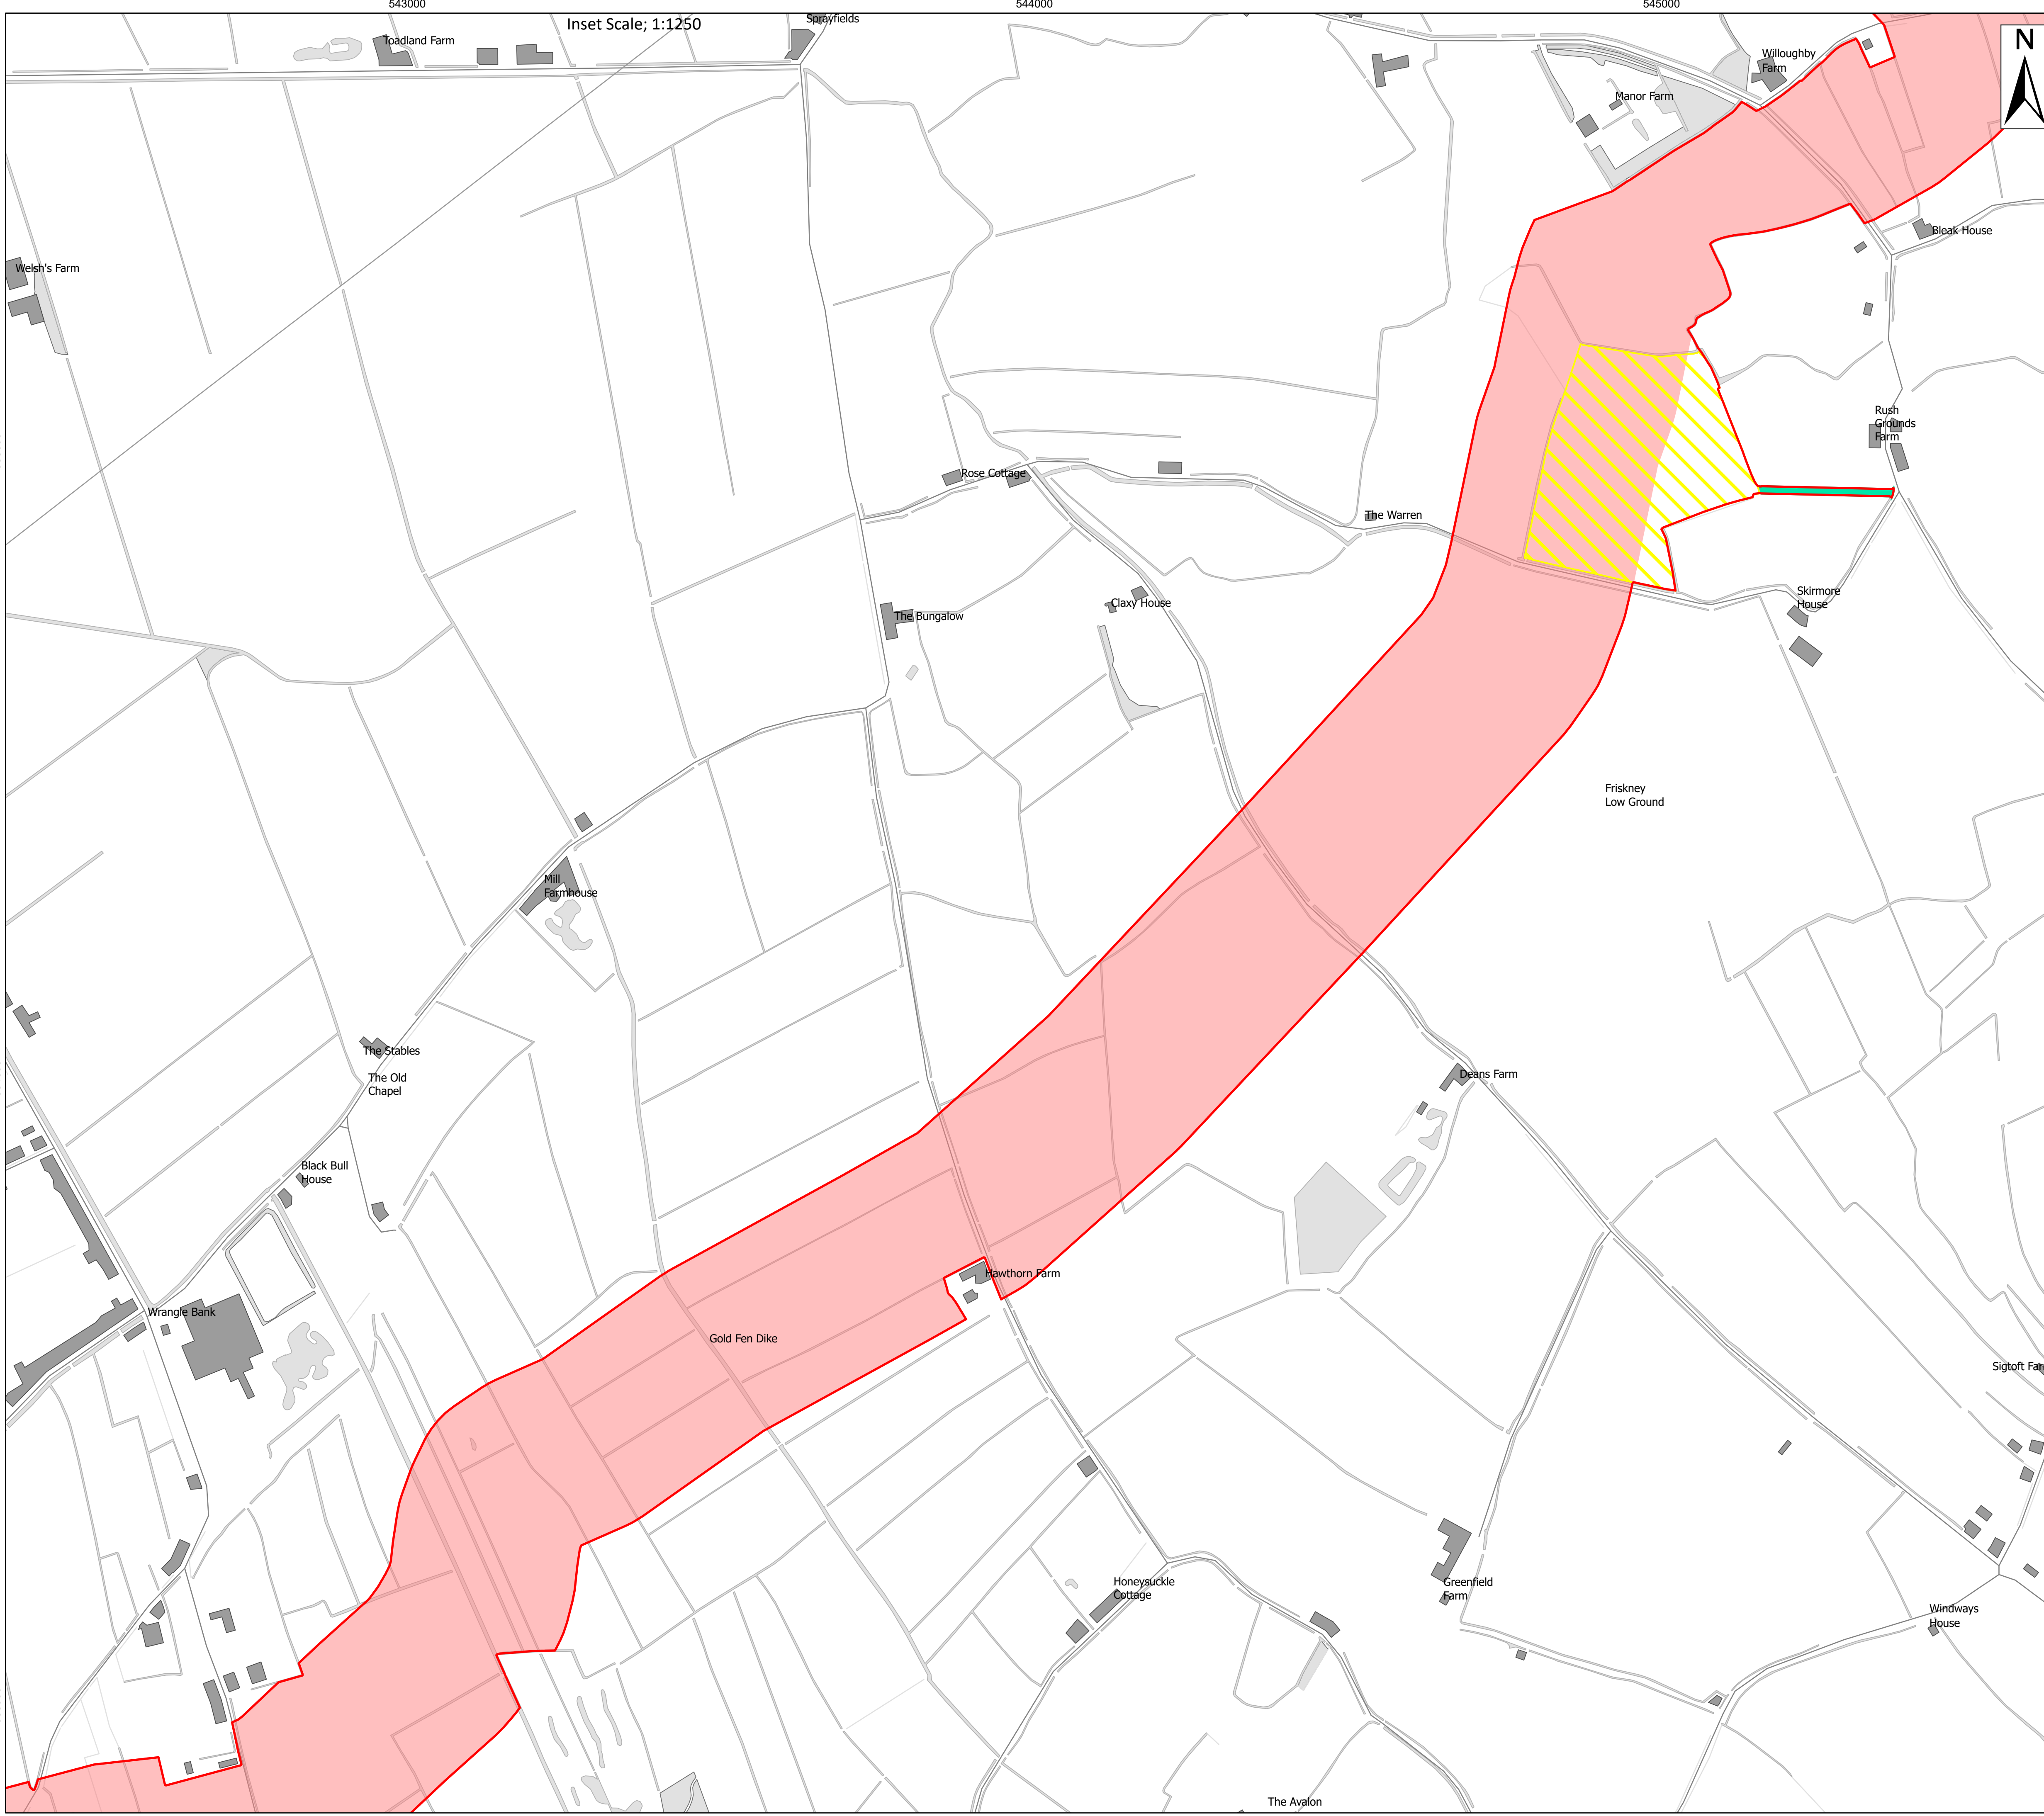 543000
544000
545000
Inset Scale; 1:1250
Sprayfields
Toadland Farm
Willoughby
Farm
N
Manor Farm
Bleak House
Welsh's Farm
Rush
Grounds
Farm
Rose Cottage
The Warren
Skirmore
House
Claxy House
The Bungalow
Friskney
Low Ground
Mill
Farmhouse
The Stables
The Old
Chapel
Deans Farm
Black Bull
House
Hawthorn Farm
Wrangle Bank
Gold Fen Dike
Sigtoft Far
Honeysuckle
Cottage
Greenfield
Farm
Windways
House
The Avalon